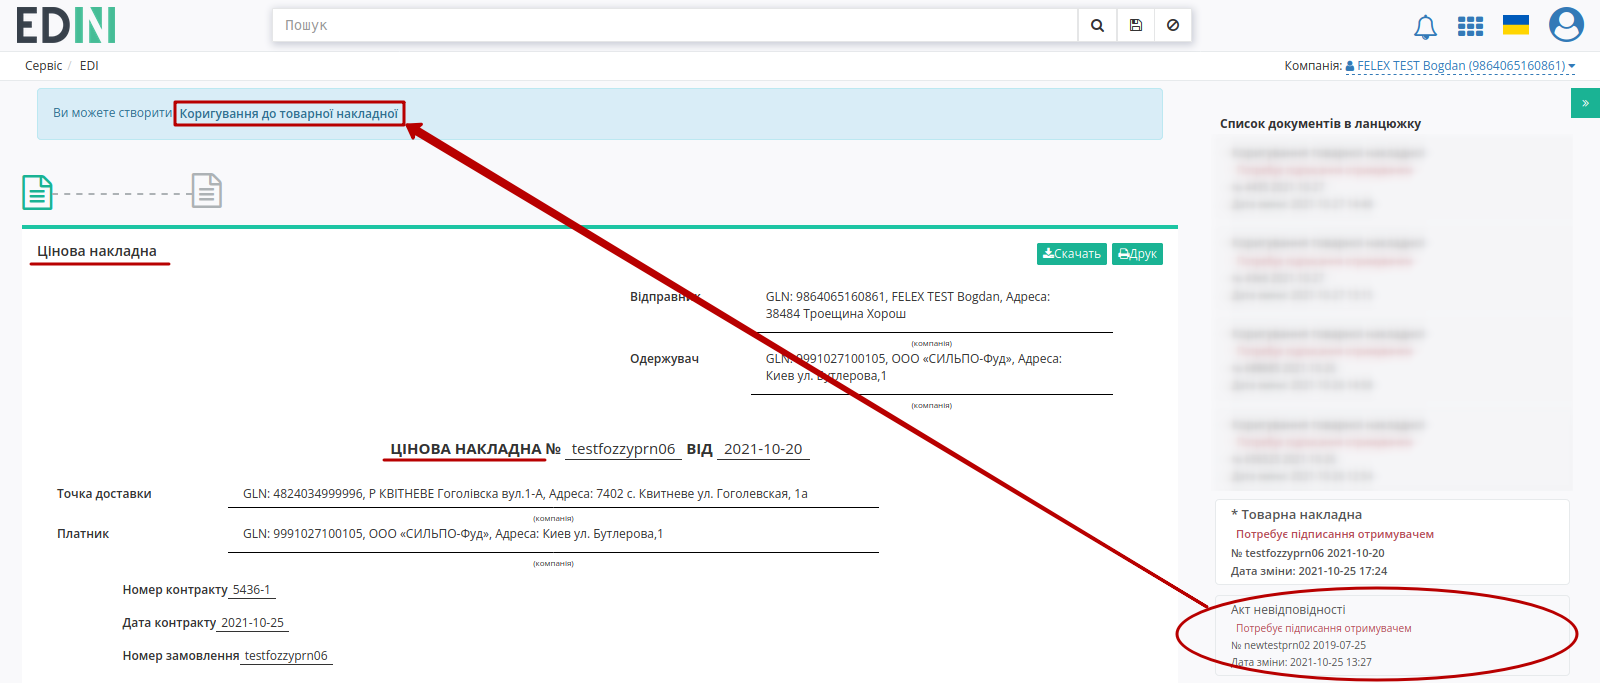 EDIN
Пошук
Сервіс / EDI
Компанія: FELEX TEST Bogdan (9864065160861)
Ви можете створити Коригування до товарної накладної
»
Список документів в ланцюжку
Цінова накладна
Скачать
Друк
Відправник
GLN: 9864065160861, FELEX TEST Bogdan, Адреса:
38484 Троещина Хорош
(компанія)
Одержувач
GLN: 9991027100105, ООО «СИЛЬПО-Фуд», Адреса:
Киев ул. Бутлерова,1
(компанія)
ЦІНОВА НАКЛАДНА № testfozzyprn06 ВІД 2021-10-20
Точка доставки
GLN: 4824034999996, Р КВІТНЕВЕ Гоголівска вул.1-А, Адреса: 7402 с. Квитневе ул. Гоголевская, 1а
(компанія)
Платник
GLN: 9991027100105, ООО «СИЛЬПО-Фуд», Адреса: Киев ул. Бутлерова,1
(компанія)
Номер контракту 5436-1
Дата контракту 2021-10-25
Номер замовлення testfozzyprn06
* Товарна накладна
Потребує підписання отримувачем
№ testfozzyprn06 2021-10-20
Дата зміни: 2021-10-25 17:24
Акт невідповідності
Потребує підписання отримувачем
№ newtestprn02 2019-07-25
Дата зміни: 2021-10-25 13:27